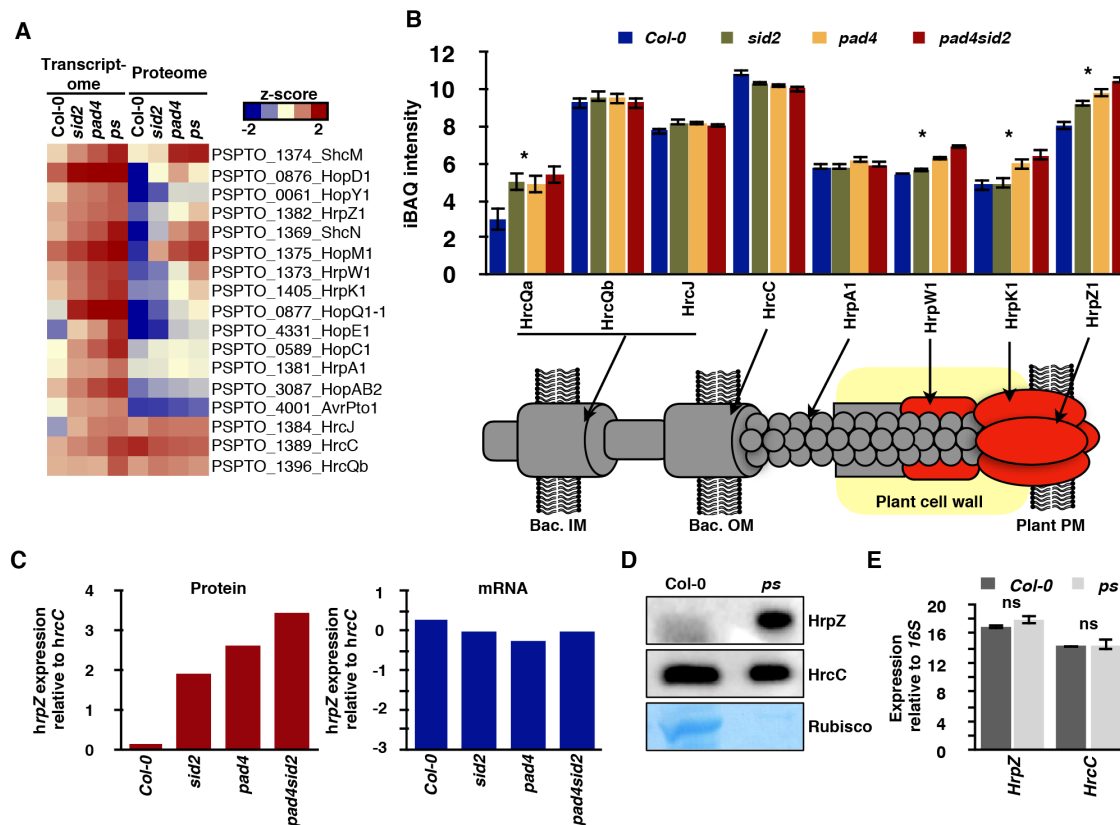 A
Transcript-
ome
Proteome
Col-0
sid2
pad4
ps
Col-0
sid2
pad4
ps
z-score
-2
2
PSPTO_1374_ShcM
PSPTO_0876_HopD1
PSPTO_0061_HopY1
PSPTO_1382_HrpZ1
PSPTO_1369_ShcN
PSPTO_1375_HopM1
PSPTO_1373_HrpW1
PSPTO_1405_HrpK1
PSPTO_0877_HopQ1-1
PSPTO_4331_HopE1
PSPTO_0589_HopC1
PSPTO_1381_HrpA1
PSPTO_3087_HopAB2
PSPTO_4001_AvrPto1
PSPTO_1384_HrcJ
PSPTO_1389_HrcC
PSPTO_1396_HrcQb
B
Col-0
sid2
pad4
pad4sid2
iBAQ intensity
12
10
8
6
4
2
0
*
*
*
*
HrcQa
HrcQb
HrcJ
HrcC
HrpA1
HrpW1
HrpK1
HrpZ1
Plant cell wall
Bac. IM
Bac. OM
Plant PM
C
Protein
hrpZ expression
relative to hrcC
4
3
2
1
0
Col-0
sid2
pad4
pad4sid2
mRNA
hrpZ expression
relative to hrcC
1
0
-1
-2
-3
Col-0
sid2
pad4
pad4sid2
D
Col-0
ps
HrpZ
HrcC
Rubisco
E
Col-0
ps
Expression
relative to 16S
20
16
12
8
4
0
ns
ns
HrpZ
HrcC